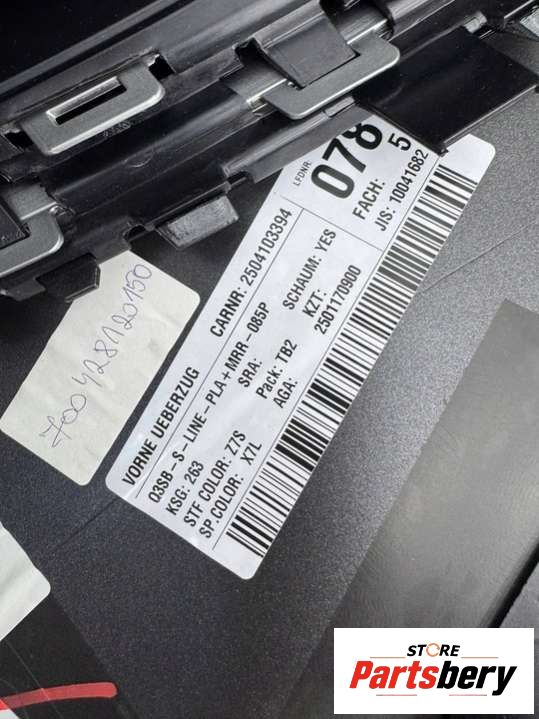 LFDNR:
078
FACH: 5
VORNE UEBERZUG CARNR: 2504103394 JIS: 10041682
Q3SB-S-LINE-PLA+MRR-085P SCHAUM: YES
KSG: 263 SRA: KZT:
STF COLOR: Z7S Pack: TB2 2501170900
SP.COLOR: X7L AGA:
700428120150
STORE
Partsbery